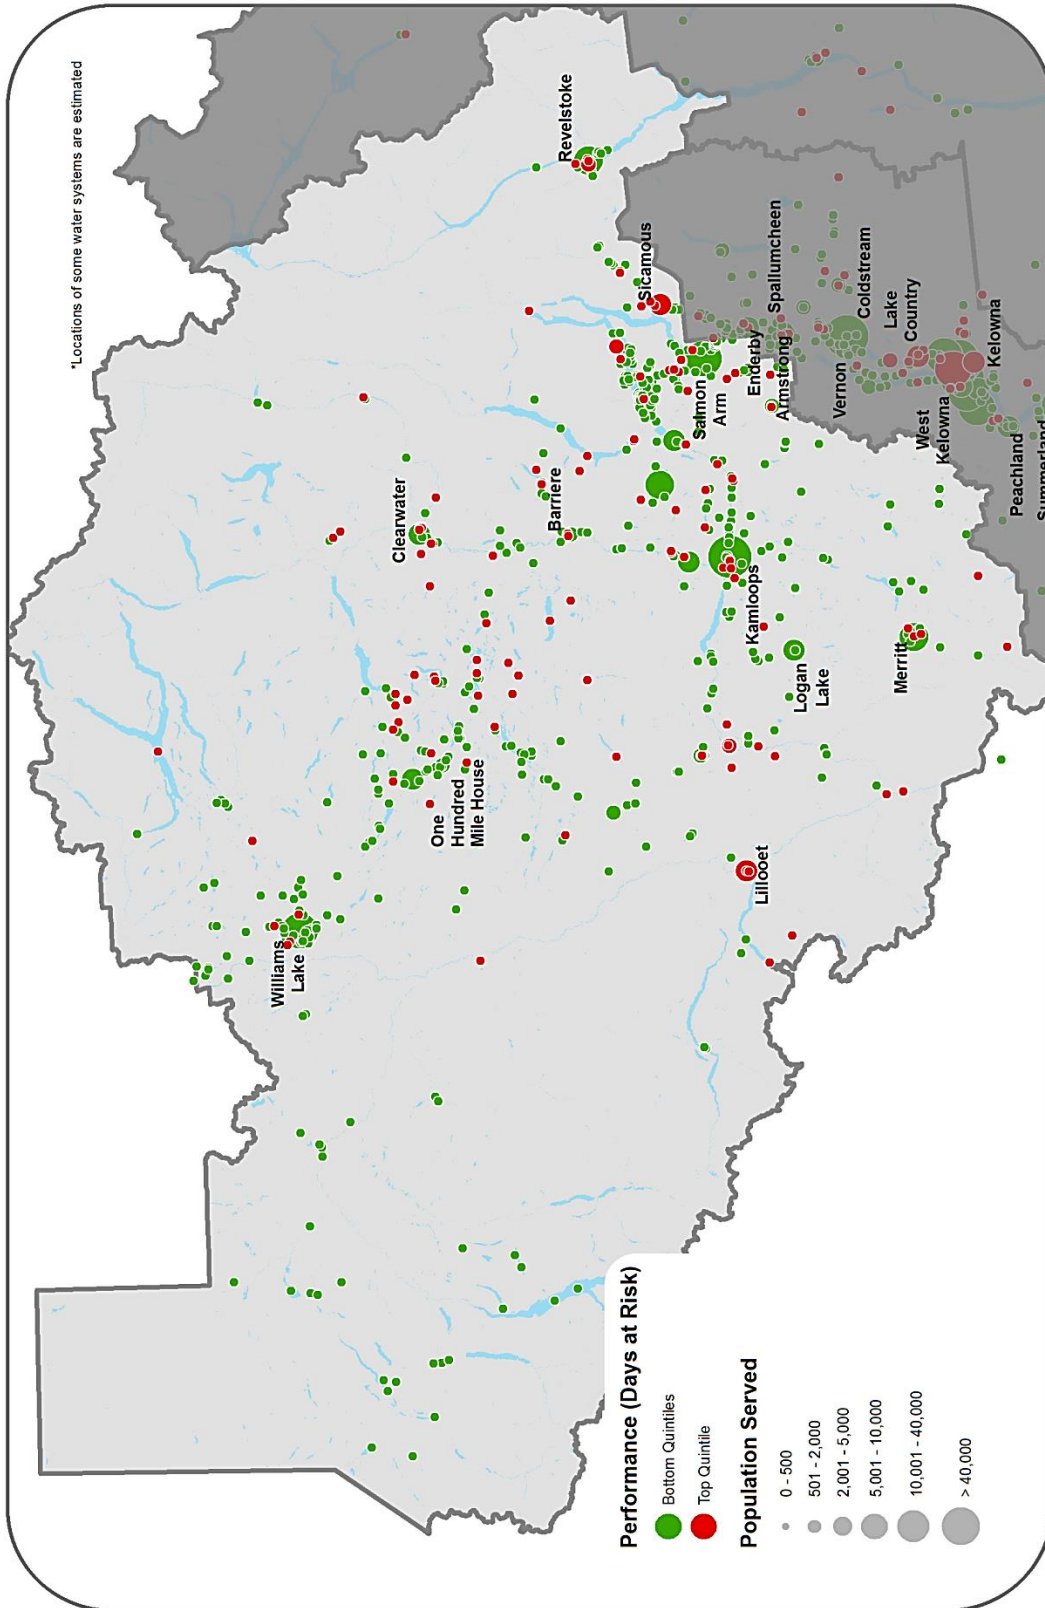 *Locations of some water systems are estimated
Williams
Lake
One
Hundred
Mile House
Clearwater
Barriere
Revelstoke
Sicamous
Salmon
Arm
Enderby
Armstrong
Spallumcheen
Vernon
Coldstream
Lake
Country
West
Kelowna
Kelowna
Peachland
Summerland
Kamloops
Logan
Lake
Merritt
Lillooet
Performance (Days at Risk)
Bottom Quintiles
Top Quintile
Population Served
0 - 500
501 - 2,000
2,001 - 5,000
5,001 - 10,000
10,001 - 40,000
> 40,000